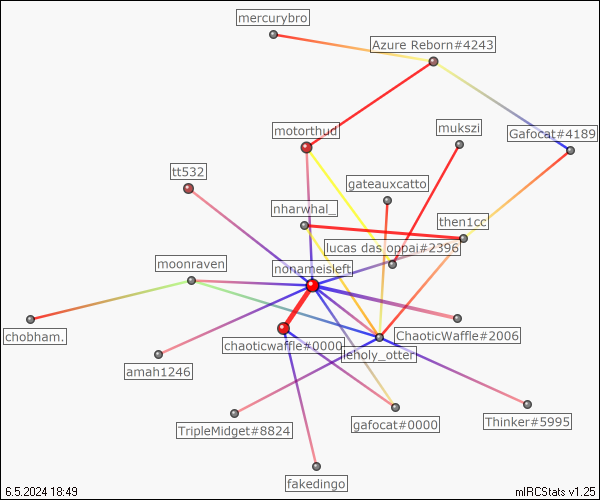 mercurybro
Azure Reborn#4243
motorthud
mukszi
Gafocat#4189
tt532
gateauxcatto
nharwhal_
then1cc
lucas das oppai#2396
moonraven
nonameisleft
chobham.
ChaoticWaffle#2006
chaoticwaffle#0000
leholy_otter
amah1246
TripleMidget#8824
gafocat#0000
Thinker#5995
fakedingo
6.5.2024 18:49
mIRCStats v1.25